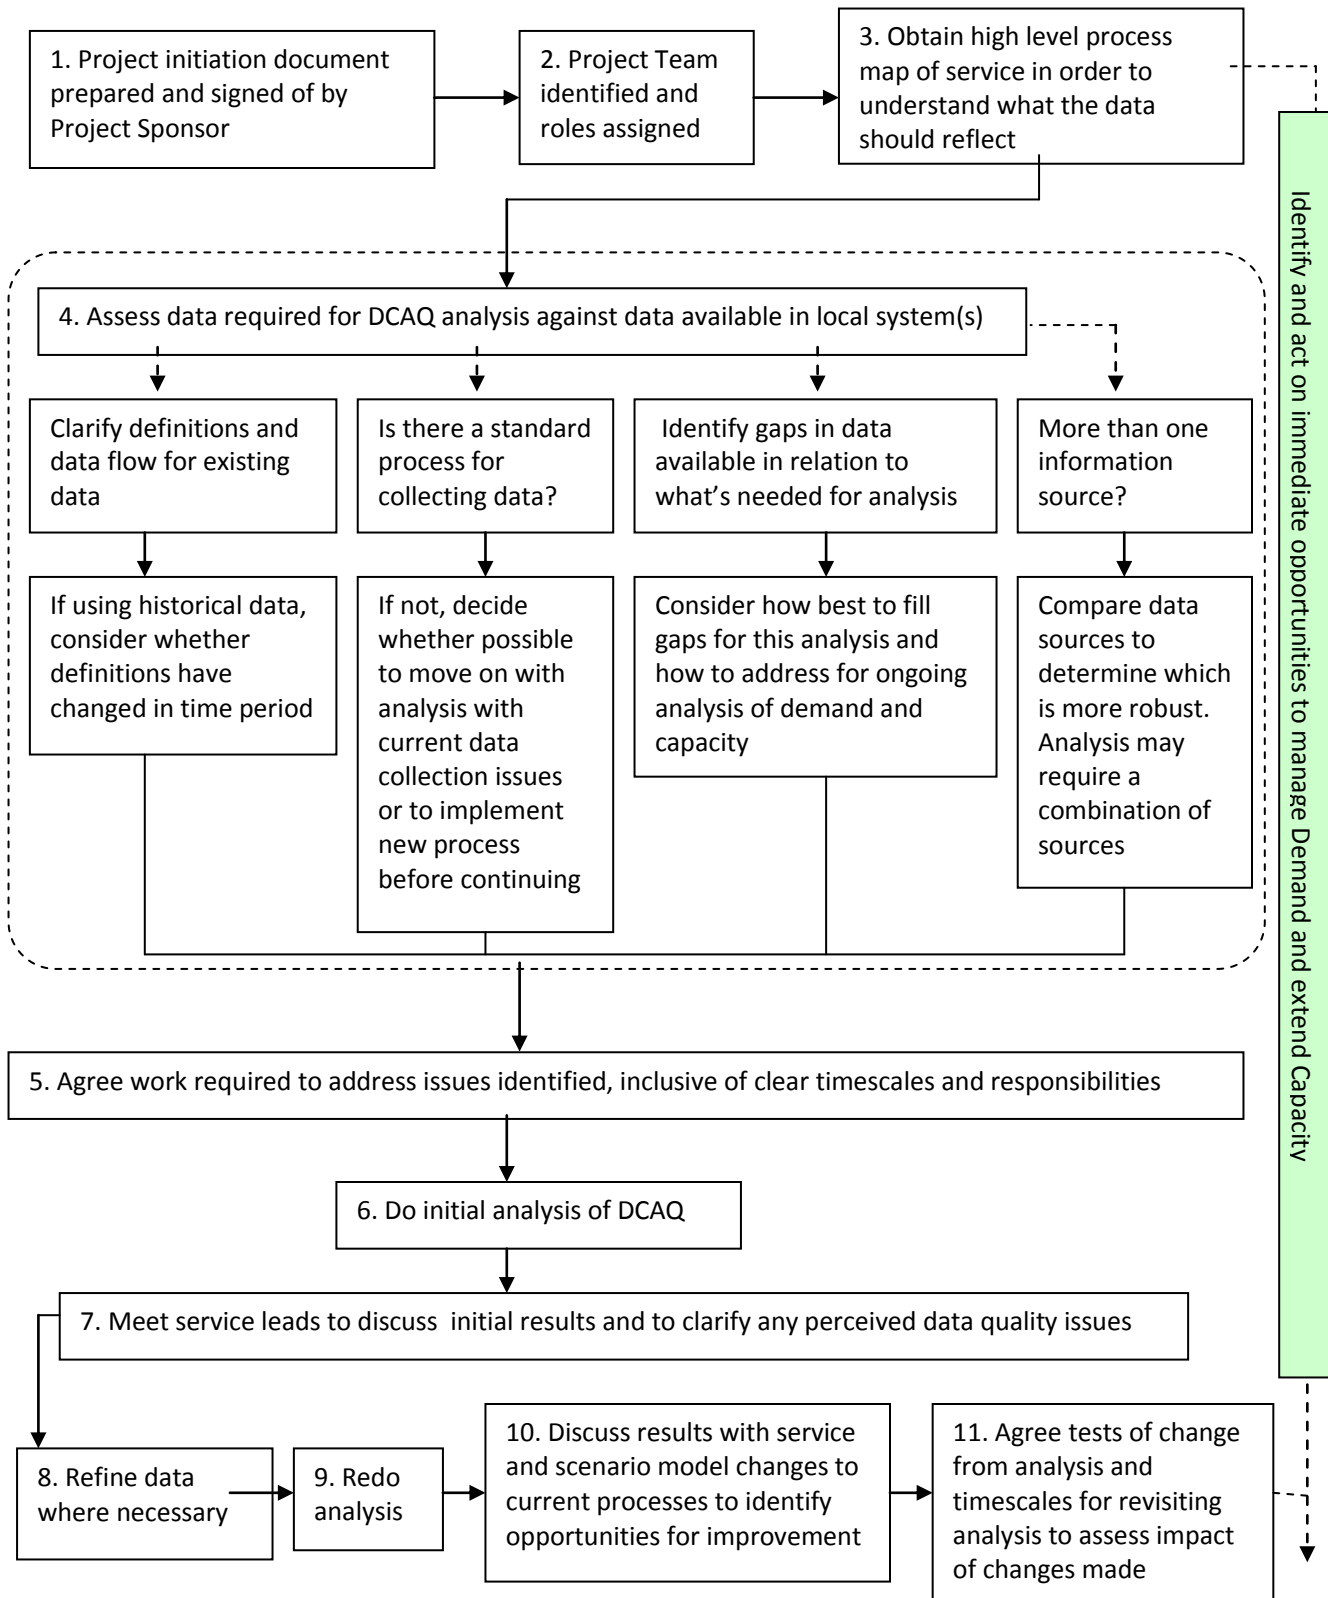 1. Project initiation document
prepared and signed of by
Project Sponsor
2. Project Team
identified and
roles assigned
3. Obtain high level process
map of service in order to
understand what the data
should reflect
Identify and act on immediate opportunities to manage Demand and extend Capacity
4. Assess data required for DCAQ analysis against data available in local system(s)
Clarify definitions and
data flow for existing
data
Is there a standard
process for
collecting data?
Identify gaps in data
available in relation to
what’s needed for analysis
More than one
information
source?
If using historical data,
consider whether
definitions have
changed in time period
If not, decide
whether possible
to move on with
analysis with
current data
collection issues
or to implement
new process
before continuing
Consider how best to fill
gaps for this analysis and
how to address for ongoing
analysis of demand and
capacity
Compare data
sources to
determine which
is more robust.
Analysis may
require a
combination of
sources
5. Agree work required to address issues identified, inclusive of clear timescales and responsibilities
6. Do initial analysis of DCAQ
7. Meet service leads to discuss  initial results and to clarify any perceived data quality issues
8. Refine data
where necessary
9. Redo
analysis
10. Discuss results with service
and scenario model changes to
current processes to identify
opportunities for improvement
11. Agree tests of change
from analysis and
timescales for revisiting
analysis to assess impact
of changes made